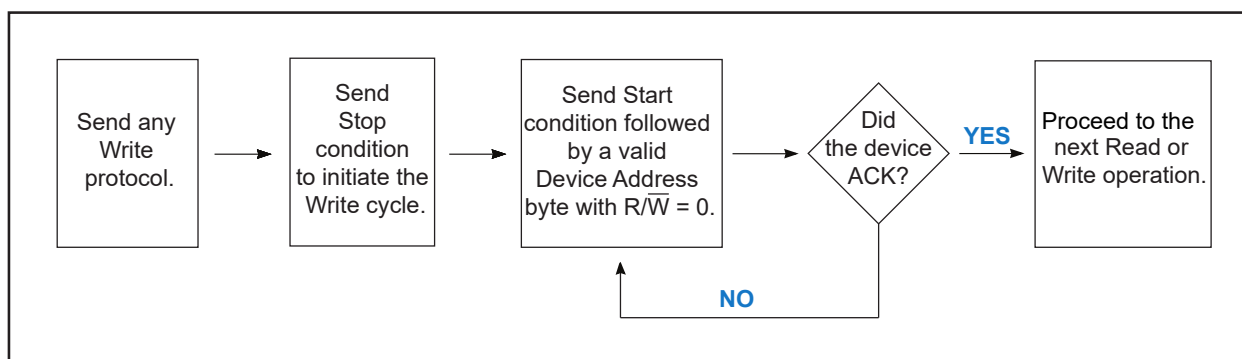 Send any
Write
protocol.
Send
Stop
condition
to initiate the
Write cycle.
Send Start
condition followed
by a valid
Device Address
byte with R/W̅ = 0.
Did
the device
ACK?
YES
Proceed to the
next Read or
Write operation.
NO